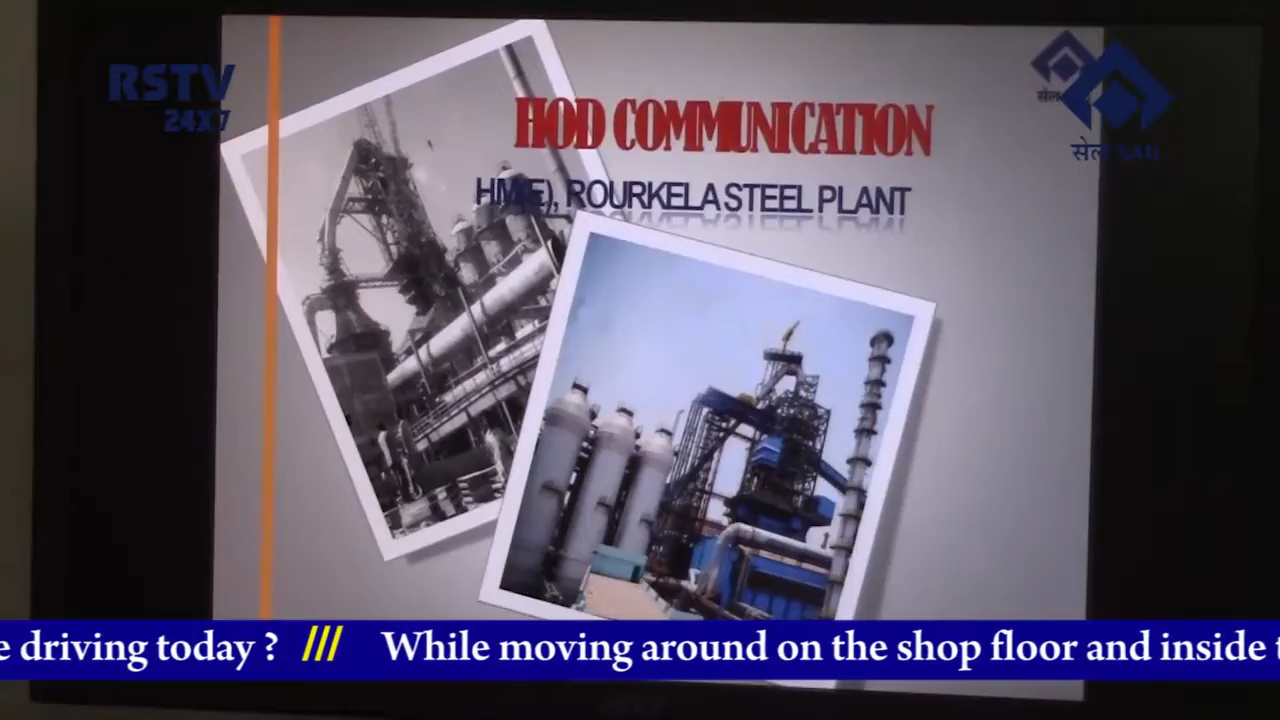 RSTV
24X7
HOD COMMUNICATION
HM(E), ROURKELA STEEL PLANT
सेल
सेल SAIL
e driving today ? /// While moving around on the shop floor and inside t